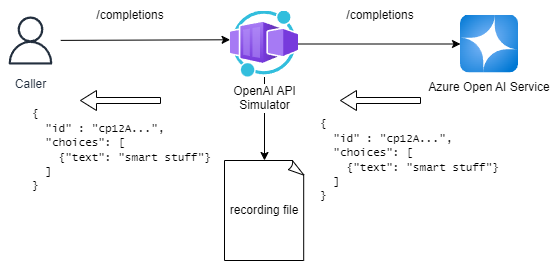 /completions
/completions
Caller
OpenAI API
Simulator
Azure Open AI Service
{
"id" : "cp12A...",
"choices": [
{"text": "smart stuff"}
]
}
{
"id" : "cp12A...",
"choices": [
{"text": "smart stuff"}
]
}
recording file